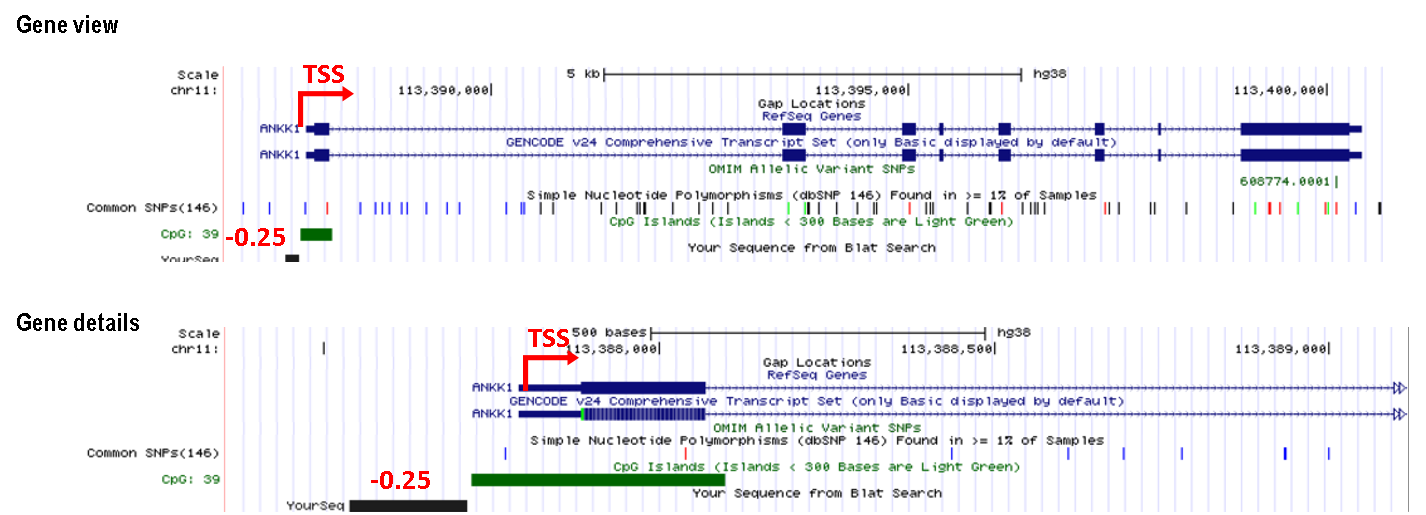 Gene view
Scale 5 kb hg38
TSS
chr11: 113,390,000 113,395,000 113,400,000
Gap Locations
RefSeq Genes
ANKK1
GENCODE v24 Comprehensive Transcript Set (only Basic displayed by default)
ANKK1
OMIM Allelic Variant SNPs
608774.0001
Simple Nucleotide Polymorphisms (dbSNP 146) Found in >= 1% of Samples
Common SNPs(146)
CpG Islands (Islands < 300 Bases are Light Green)
CpG: 39 -0.25
Your Sequence from Blat Search
YourSeq
Gene details
Scale 500 bases hg38
TSS
chr11: 113,388,000 113,388,500 113,389,000
Gap Locations
RefSeq Genes
ANKK1
GENCODE v24 Comprehensive Transcript Set (only Basic displayed by default)
ANKK1
OMIM Allelic Variant SNPs
Simple Nucleotide Polymorphisms (dbSNP 146) Found in >= 1% of Samples
Common SNPs(146)
CpG Islands (Islands < 300 Bases are Light Green)
CpG: 39 -0.25
Your Sequence from Blat Search
YourSeq